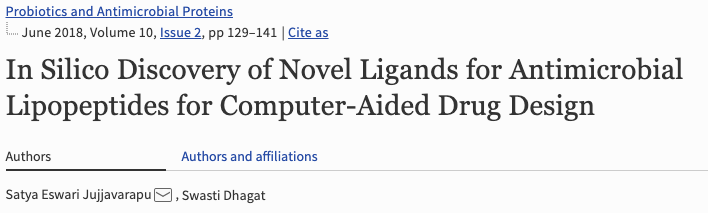 Probiotics and Antimicrobial Proteins
June 2018, Volume 10, Issue 2, pp 129–141 | Cite as
In Silico Discovery of Novel Ligands for Antimicrobial
Lipopeptides for Computer-Aided Drug Design
Authors Authors and affiliations
Satya Eswari Jujjavarapu , Swasti Dhagat